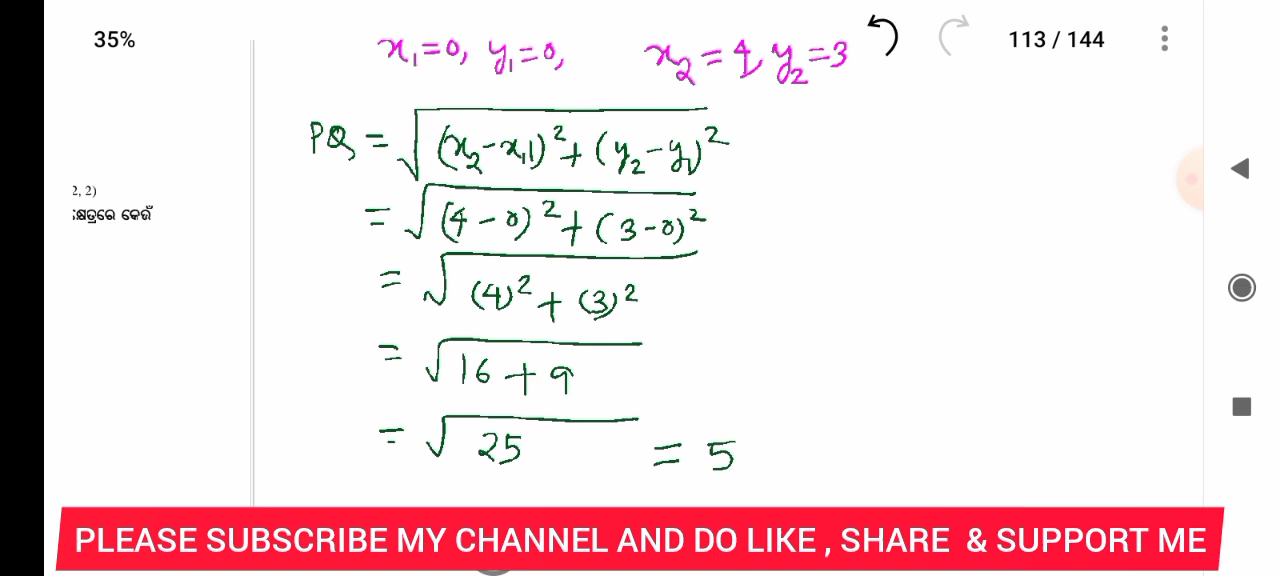 35%
113 / 144
x₁=0, y₁=0, x₂=4, y₂=3
PQ = √(x₂-x₁)²+(y₂-y₁)²
2, 2)
= √(4-0)²+(3-0)²
କ୍ଷେତ୍ରରେ କେଉଁ
= √(4)²+(3)²
= √16+9
= √25 = 5
PLEASE SUBSCRIBE MY CHANNEL AND DO LIKE , SHARE & SUPPORT ME